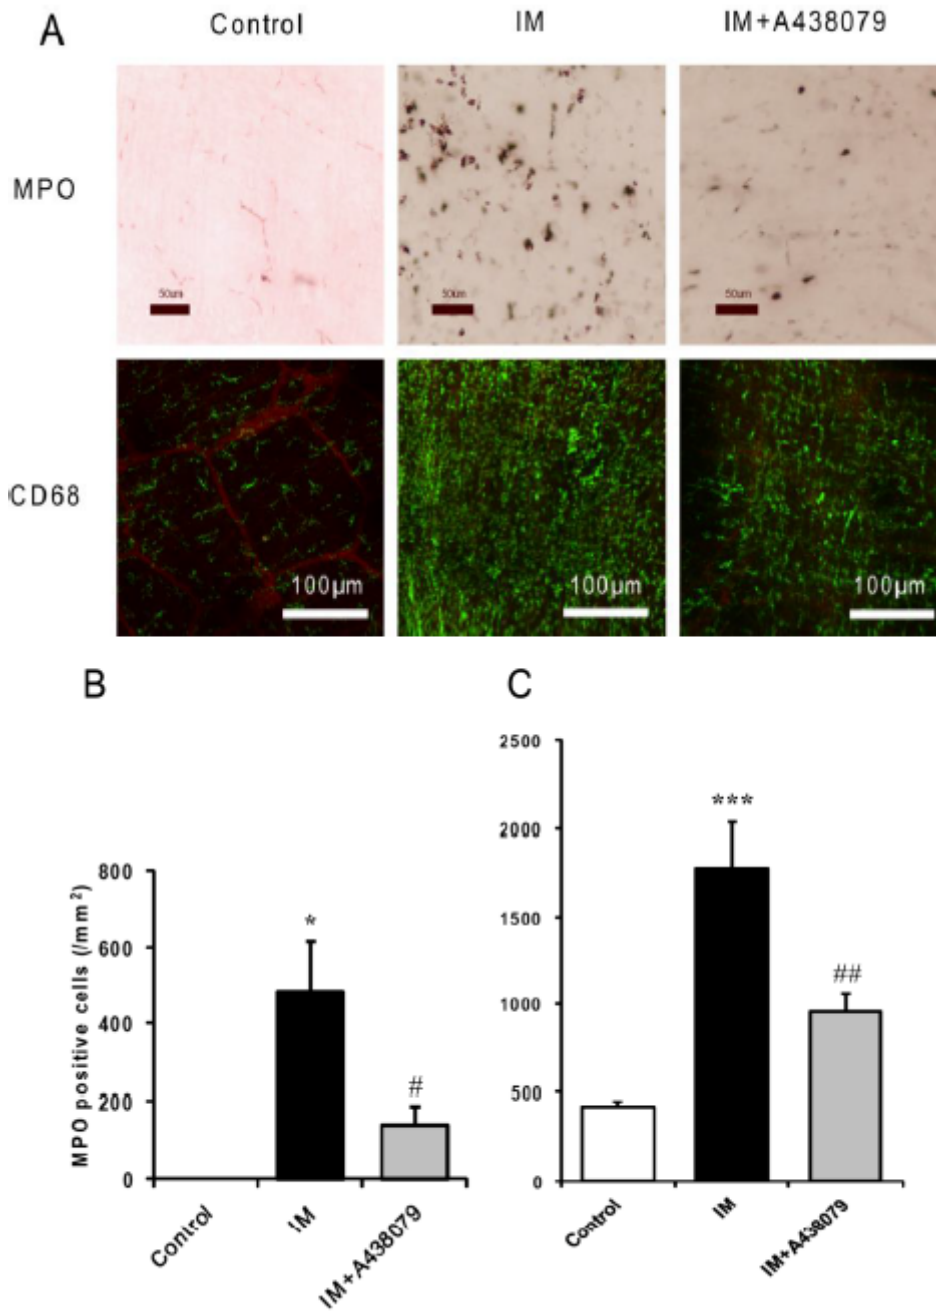 A
Control IM IM+A438079
MPO
50um 50um 50um
CD68
100μm 100μm 100μm
B
C
MPO positive cells (/mm²)
800
600
400
200
0
*
#
Control IM IM+A438079
2500
2000
1500
1000
500
0
***
##
Control IM IM+A438079